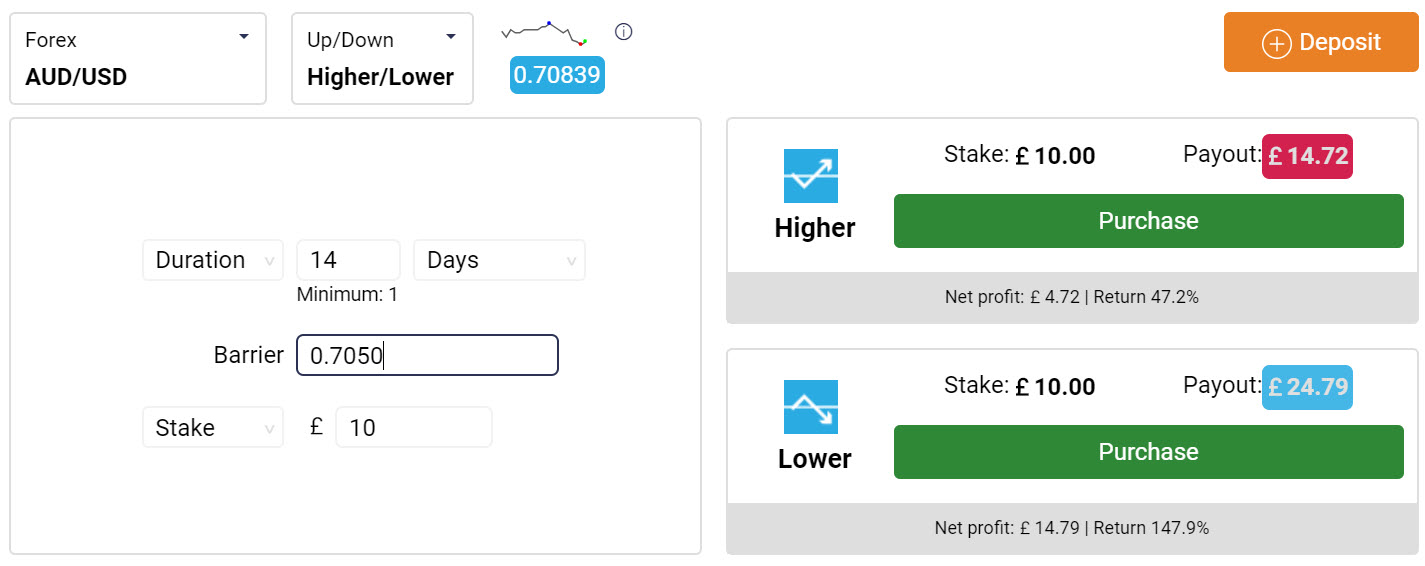 Forex
AUD/USD
Up/Down
Higher/Lower
0.70839
Deposit
Duration 14 Days
Minimum: 1
Barrier 0.7050
Stake £ 10
Higher
Stake: £ 10.00 Payout: £ 14.72
Purchase
Net profit: £ 4.72 | Return 47.2%
Lower
Stake: £ 10.00 Payout: £ 24.79
Purchase
Net profit: £ 14.79 | Return 147.9%